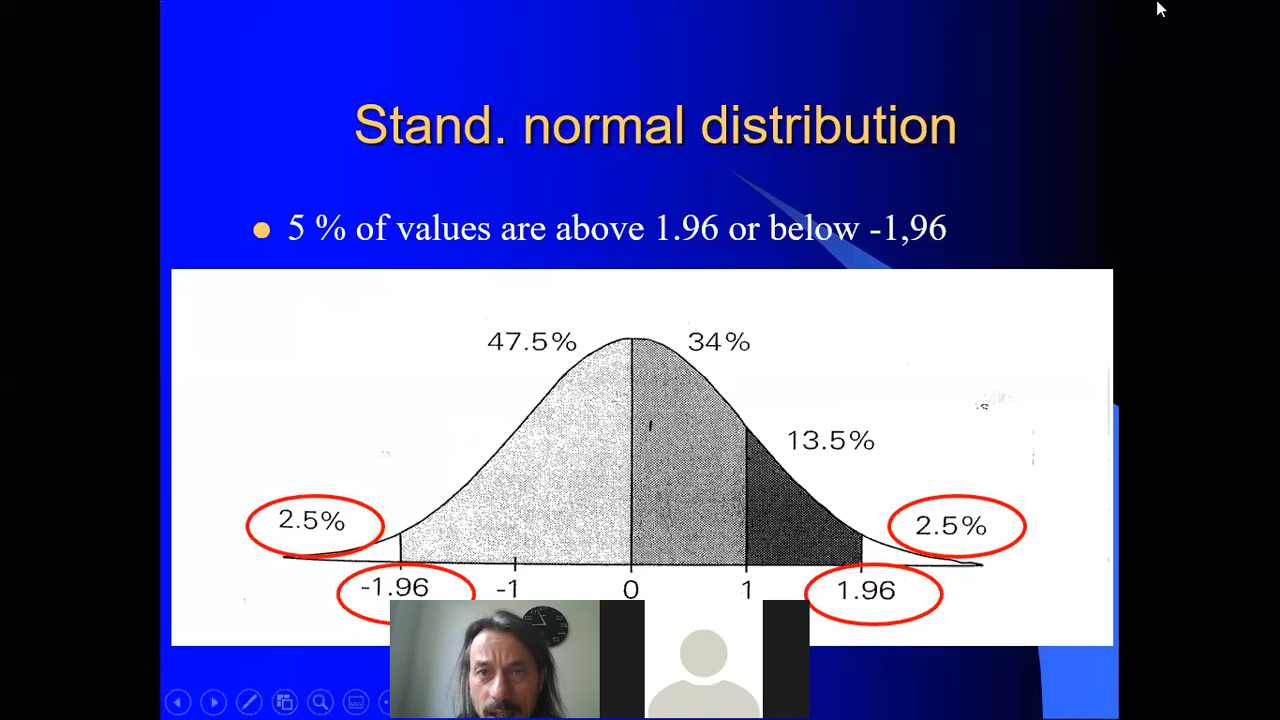 Stand. normal distribution
5 % of values are above 1.96 or below -1,96
47.5% 34%
13.5%
2.5% 2.5%
-1.96 -1 0 1 1.96